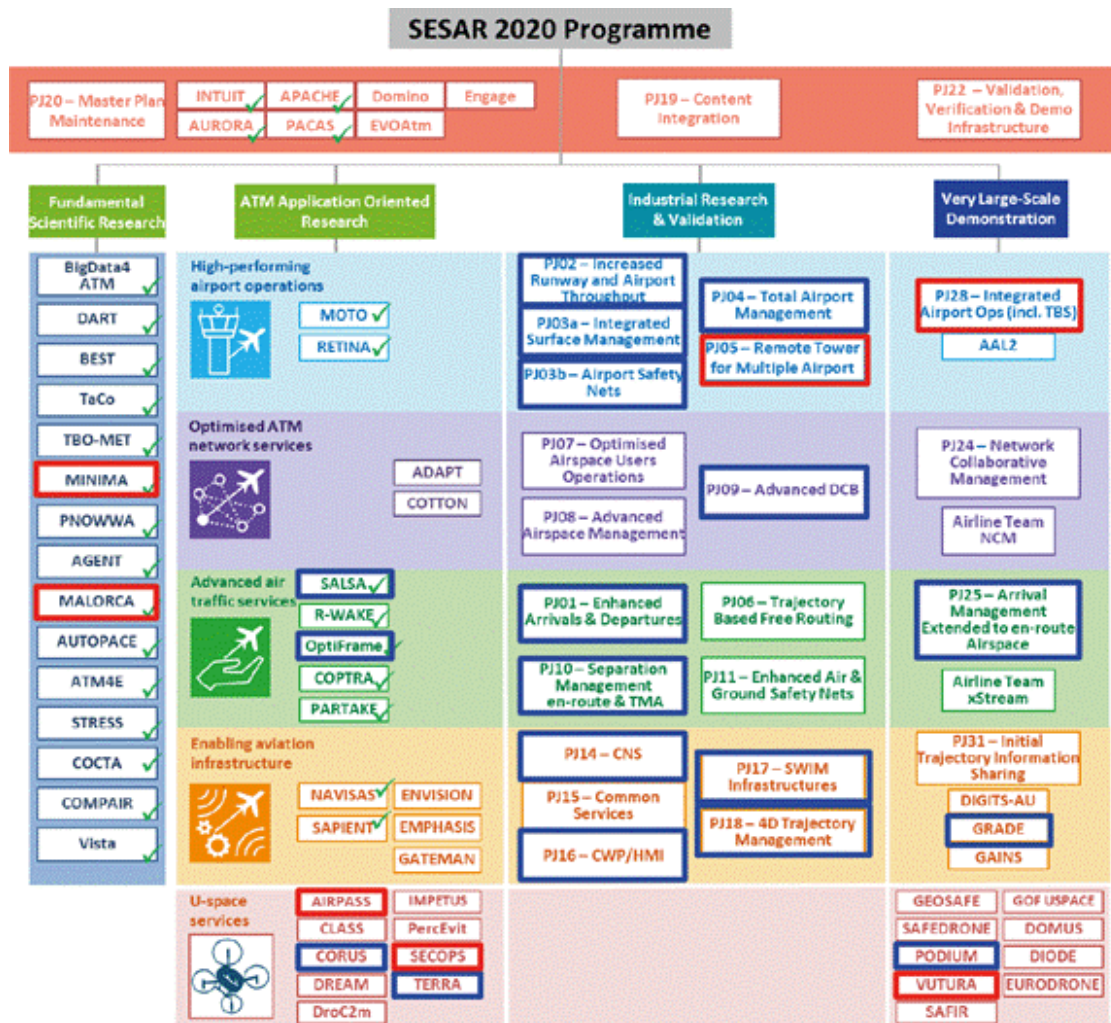 SESAR 2020 Programme
PJ20 – Master Plan
Maintenance
INTUIT
APACHE
Domino
Engage
AURORA
PACAS
EVOAtm
PJ19 – Content
Integration
PJ22 – Validation,
Verification & Demo
Infrastructure
Fundamental
Scientific Research
ATM Application Oriented
Research
Industrial Research
& Validation
Very Large-Scale
Demonstration
BigData4
ATM
DART
BEST
TaCo
TBO-MET
MINIMA
PNOWWA
AGENT
MALORCA
AUTOPACE
ATM4E
STRESS
COCTA
COMPAIR
Vista
High-performing
airport operations
MOTO
RETINA
PJ02 – Increased
Runway and Airport
Throughput
PJ03a – Integrated
Surface Management
PJ03b – Airport Safety
Nets
PJ04 – Total Airport
Management
PJ05 – Remote Tower
for Multiple Airport
PJ28 – Integrated
Airport Ops (incl. TBS)
AAL2
Optimised ATM
network services
ADAPT
COTTON
PJ07 – Optimised
Airspace Users
Operations
PJ08 – Advanced
Airspace Management
PJ09 – Advanced DCB
PJ24 – Network
Collaborative
Management
Airline Team
NCM
Advanced air
traffic services
SALSA
R-WAKE
OptiFrame
COPTRA
PARTAKE
PJ01 – Enhanced
Arrivals & Departures
PJ10 – Separation
Management
en-route & TMA
PJ06 – Trajectory
Based Free Routing
PJ11 – Enhanced Air &
Ground Safety Nets
PJ25 – Arrival
Management
Extended to en-route
Airspace
Airline Team
xStream
Enabling aviation
infrastructure
NAVISAS
ENVISION
SAPIENT
EMPHASIS
GATEMAN
PJ14 – CNS
PJ15 – Common
Services
PJ16 – CWP/HMI
PJ17 – SWIM
Infrastructures
PJ18 – 4D Trajectory
Management
PJ31 – Initial
Trajectory Information
Sharing
DIGITS-AU
GRADE
GAINS
U-space
services
AIRPASS
IMPETUS
CLASS
PercEvit
CORUS
SECOPS
DREAM
TERRA
DroC2m
GEOSAFE
GOF USPACE
SAFEDRONE
DOMUS
PODIUM
DIODE
VUTURA
EURODRONE
SAFIR